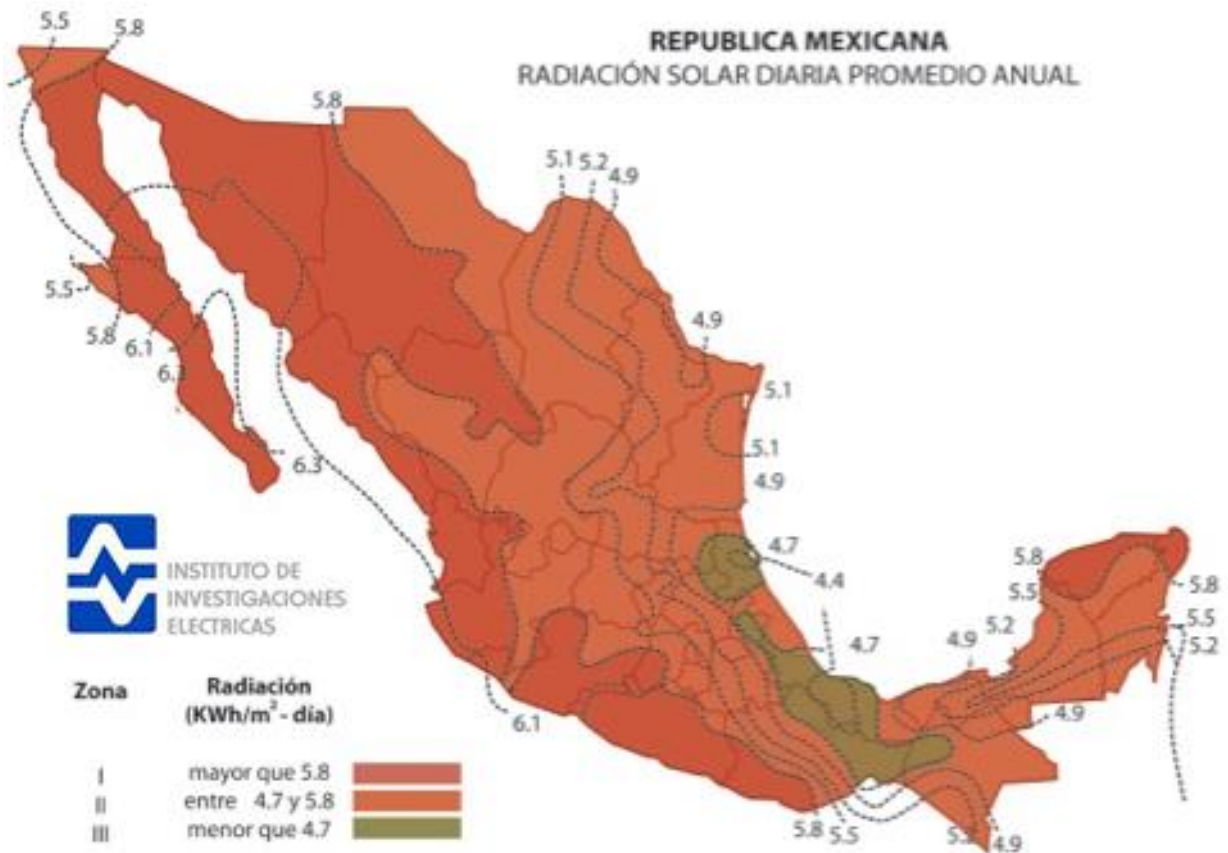 REPUBLICA MEXICANA
RADIACIÓN SOLAR DIARIA PROMEDIO ANUAL
5.5
5.8
5.8
5.1
5.2
4.9
5.5
5.8
6.1
4.9
5.1
5.1
6.3
4.9
4.7
4.4
5.8
5.8
5.5
5.5
5.2
5.2
4.9
4.7
4.9
6.1
5.8
5.5
4.9
INSTITUTO DE
INVESTIGACIONES
ELECTRICAS
Zona Radiación
(KWh/m² - día)
I mayor que 5.8
II entre 4.7 y 5.8
III menor que 4.7